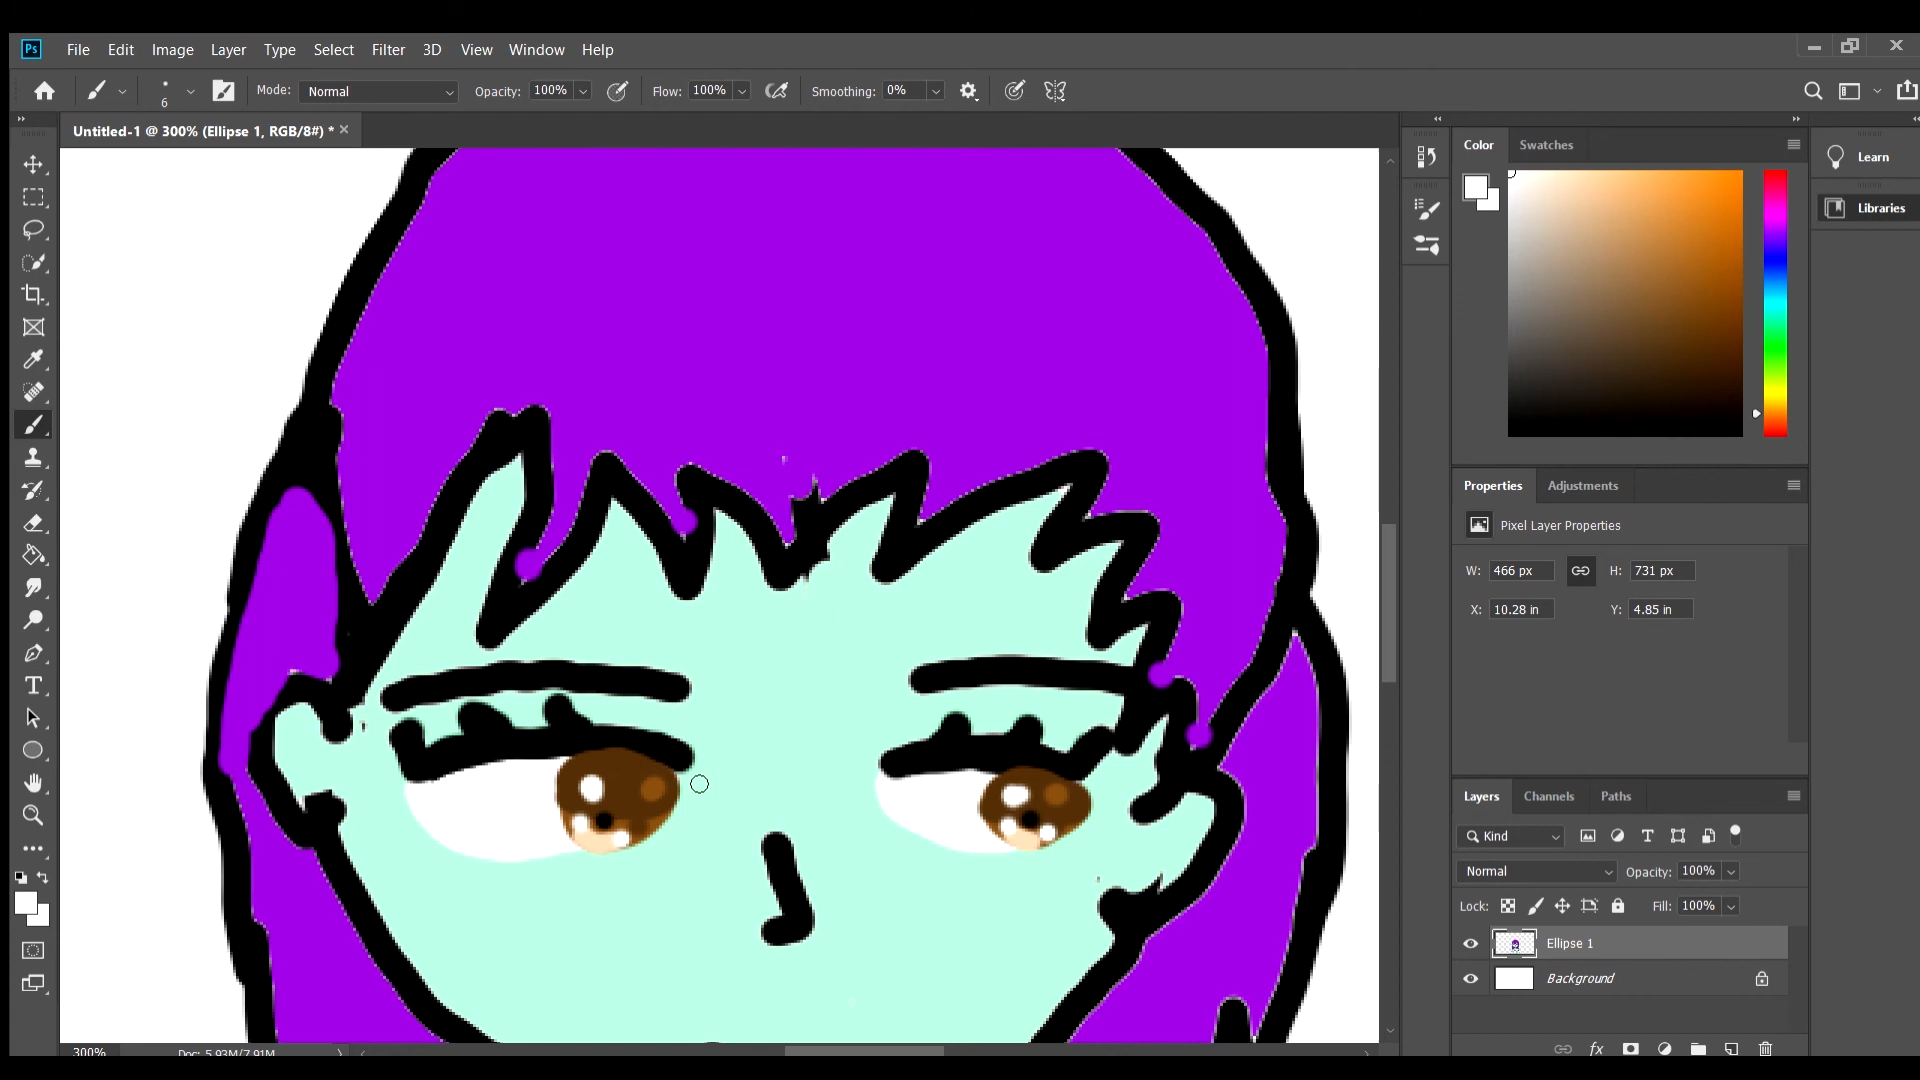 Ps File Edit Image Layer Type Select Filter 3D View Window Help
6 Mode: Normal Opacity: 100% Flow: 100% Smoothing: 0%
Untitled-1 @ 300% (Ellipse 1, RGB/8#) *
Color Swatches
Learn
Libraries
Properties Adjustments
Pixel Layer Properties
W: 466 px H: 731 px
X: 10.28 in Y: 4.85 in
Layers Channels Paths
Kind
Normal Opacity: 100%
Lock: Fill: 100%
Ellipse 1
Background
300% Doc: 5.93M/7.91M
fx